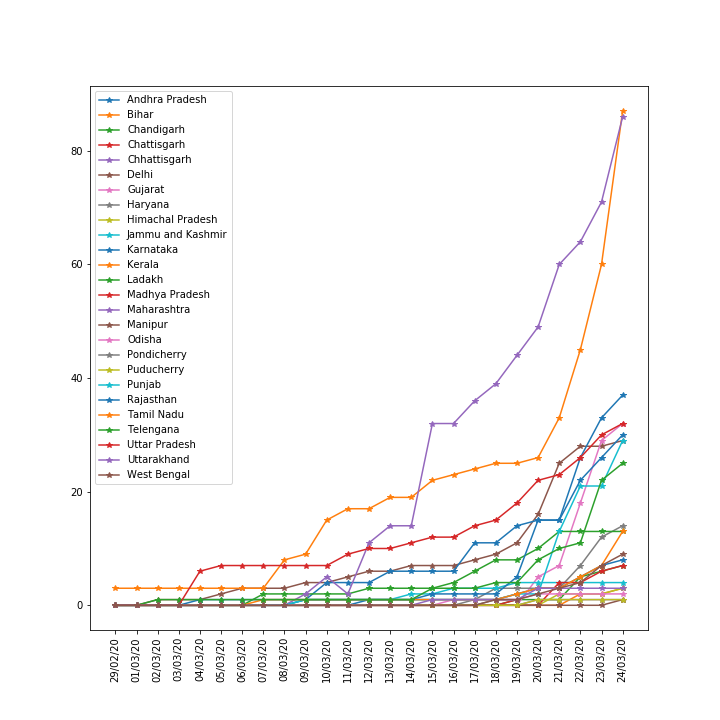 Andhra Pradesh
Bihar
Chandigarh
Chattisgarh
Chhattisgarh
Delhi
Gujarat
Haryana
Himachal Pradesh
Jammu and Kashmir
Karnataka
Kerala
Ladakh
Madhya Pradesh
Maharashtra
Manipur
Odisha
Pondicherry
Puducherry
Punjab
Rajasthan
Tamil Nadu
Telengana
Uttar Pradesh
Uttarakhand
West Bengal
80
60
40
20
0
29/02/20
01/03/20
02/03/20
03/03/20
04/03/20
05/03/20
06/03/20
07/03/20
08/03/20
09/03/20
10/03/20
11/03/20
12/03/20
13/03/20
14/03/20
15/03/20
16/03/20
17/03/20
18/03/20
19/03/20
20/03/20
21/03/20
22/03/20
23/03/20
24/03/20